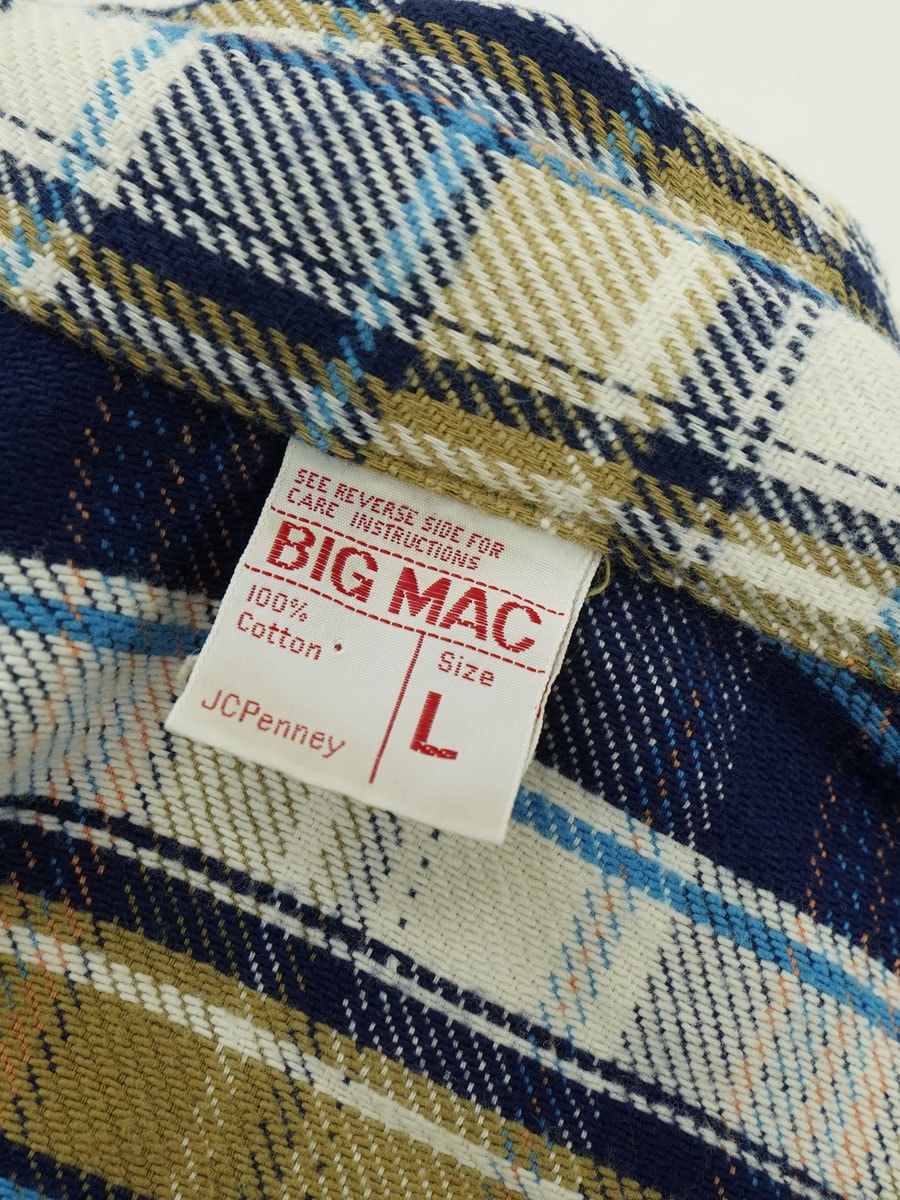 SEE REVERSE SIDE FOR
CARE INSTRUCTIONS
BIG MAC
100%
Cotton
Size
L
JCPenney